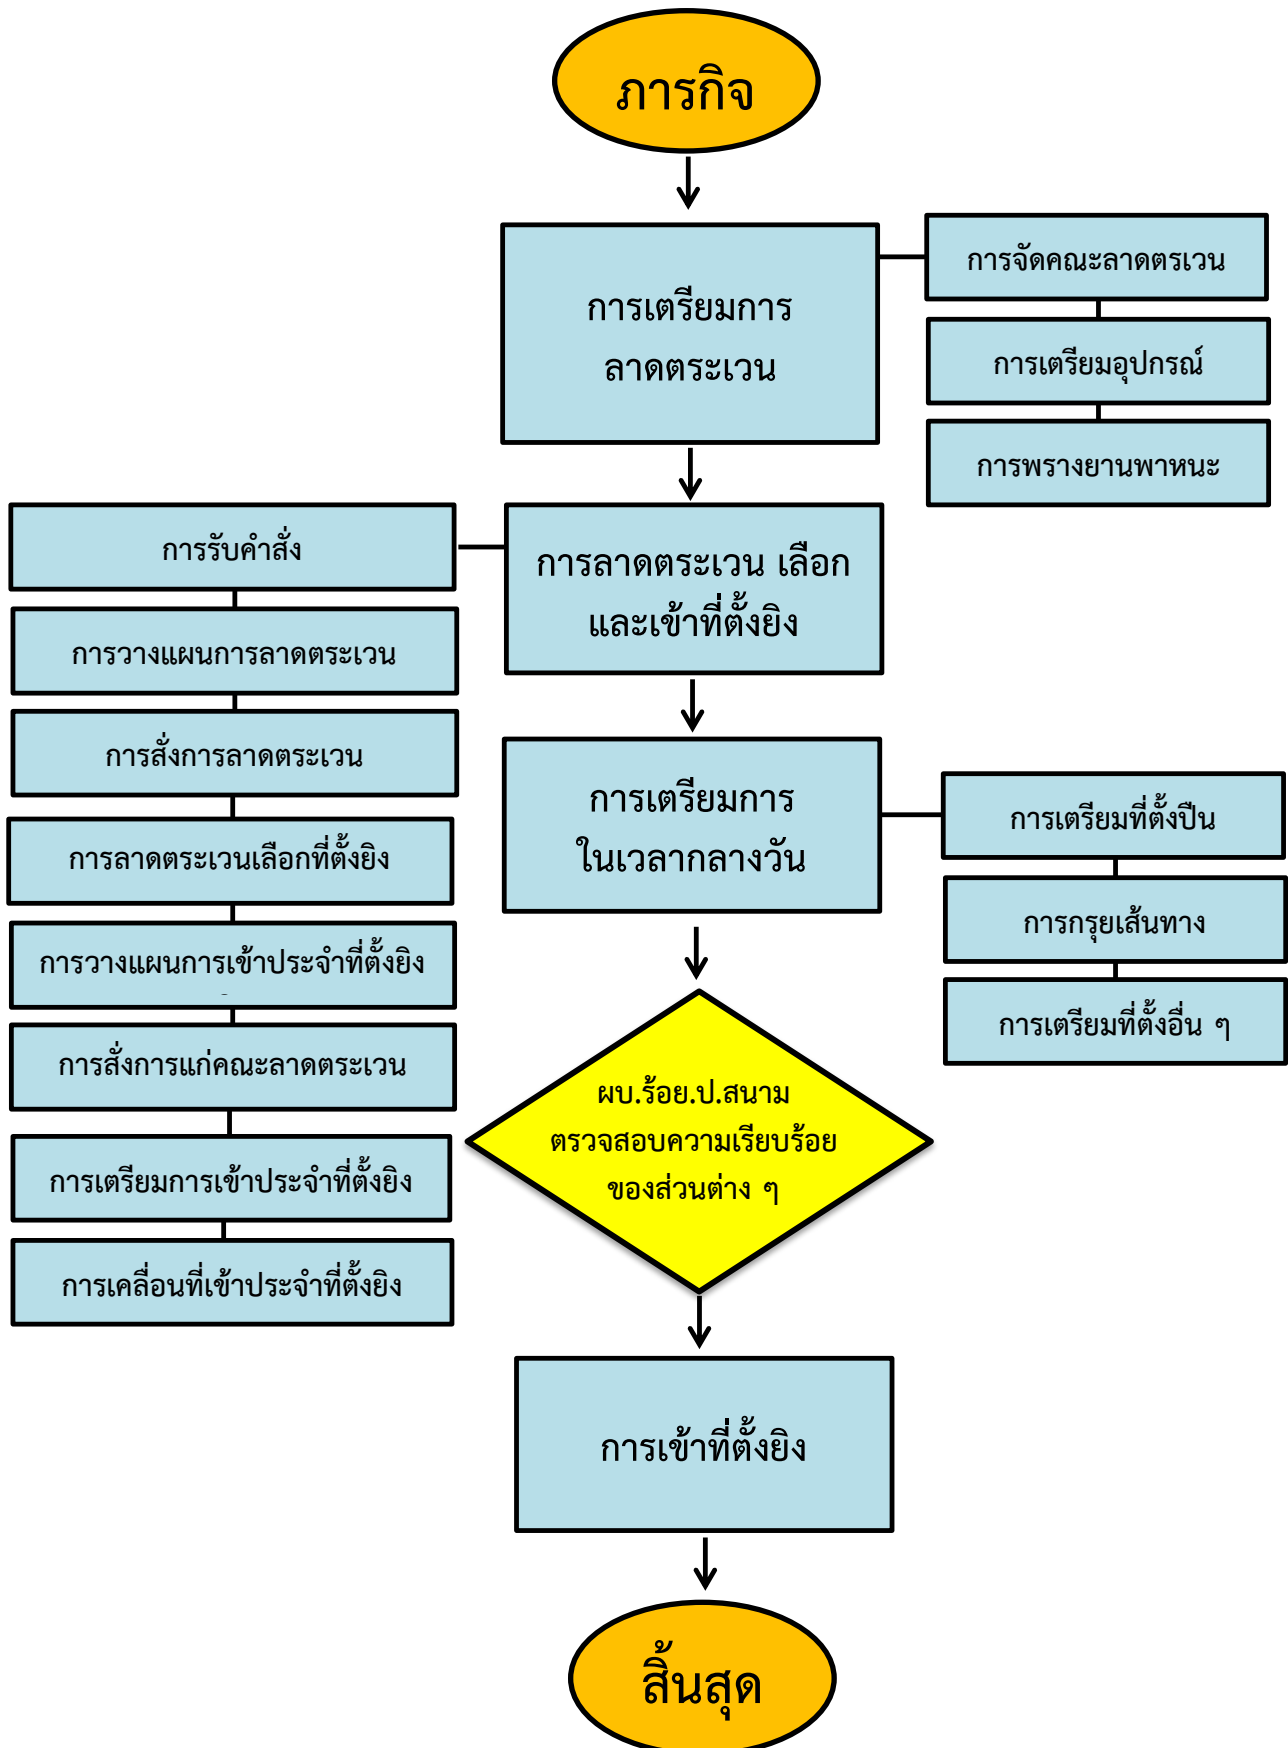 ภารกิจ
การเตรียมการ
ลาดตระเวน
การจัดคณะลาดตรเวน
การเตรียมอุปกรณ์
การพรางยานพาหนะ
การลาดตระเวน เลือก
และเข้าที่ตั้งยิง
การรับคำสั่ง
การวางแผนการลาดตระเวน
การสั่งการลาดตระเวน
การลาดตระเวนเลือกที่ตั้งยิง
การวางแผนการเข้าประจำที่ตั้งยิง
การสั่งการแก่คณะลาดตระเวน
การเตรียมการเข้าประจำที่ตั้งยิง
การเคลื่อนที่เข้าประจำที่ตั้งยิง
การเตรียมการ
ในเวลากลางวัน
การเตรียมที่ตั้งปืน
การกรุยเส้นทาง
การเตรียมที่ตั้งอื่น ๆ
ผบ.ร้อย.ป.สนาม
ตรวจสอบความเรียบร้อย
ของส่วนต่าง ๆ
การเข้าที่ตั้งยิง
สิ้นสุด